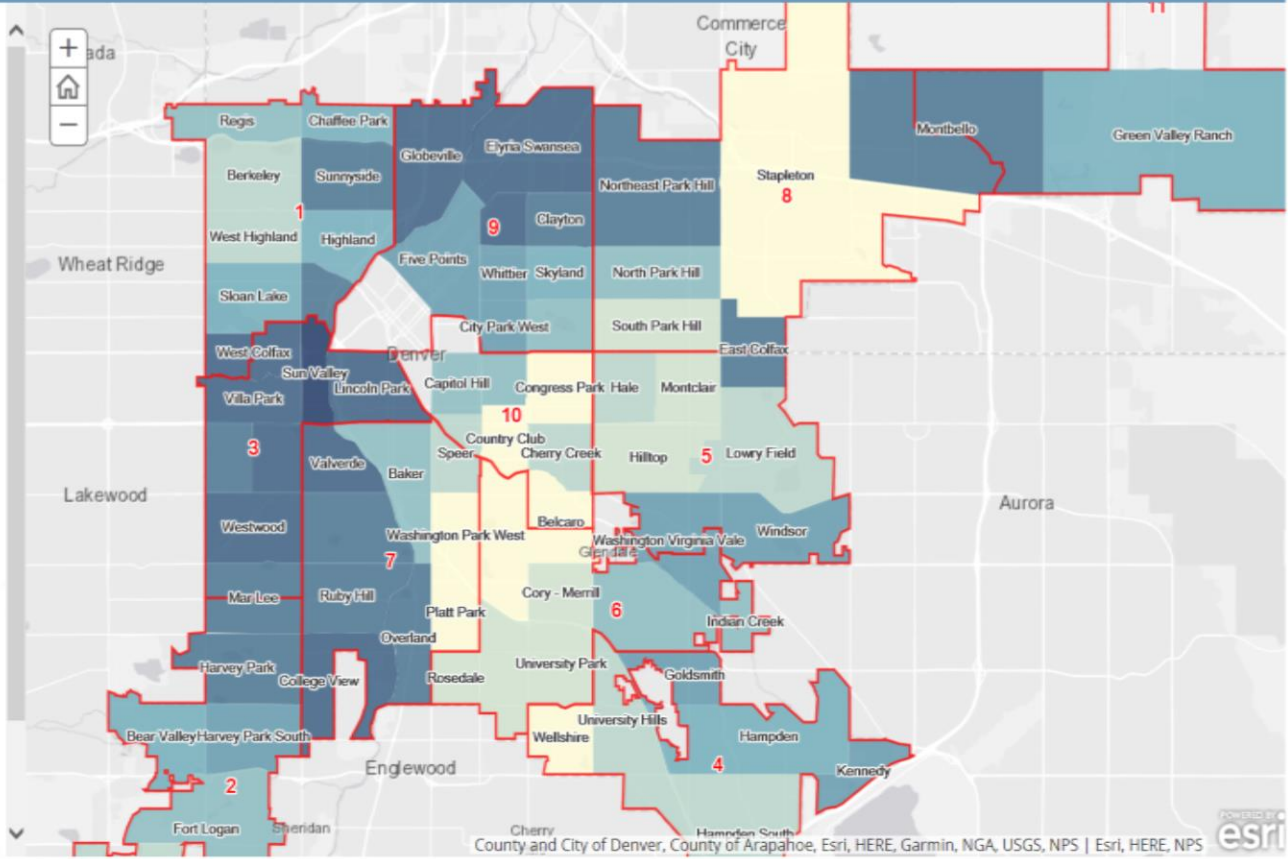 Commerce
City
11
+
ada
−
Regis
Chaffee Park
Globeville
Elyria Swansea
Montbello
Green Valley Ranch
Berkeley
Sunnyside
Northeast Park Hill
Stapleton
8
1
9
Clayton
West Highland
Highland
Five Points
Wheat Ridge
Whittier
Skyland
North Park Hill
Sloan Lake
City Park West
South Park Hill
West Colfax
Denver
East Colfax
Sun Valley
Lincoln Park
Capitol Hill
Congress Park
Hale
Montclair
Villa Park
10
Country Club
3
Speer
Cherry Creek
Hilltop
5
Lowry Field
Valverde
Baker
Lakewood
Aurora
Westwood
Washington Park West
Belcaro
Washington Virginia Vale
Windsor
Glendale
7
Mar Lee
Ruby Hill
Cory - Merrill
6
Platt Park
Indian Creek
Overland
Harvey Park
College View
Rosedale
University Park
Goldsmith
University Hills
Bear Valley
Harvey Park South
Wellshire
Hampden
Englewood
4
Kennedy
2
Fort Logan
Sheridan
Cherry
Hampden South
POWERED BY
esri
County and City of Denver, County of Arapahoe, Esri, HERE, Garmin, NGA, USGS, NPS | Esri, HERE, NPS